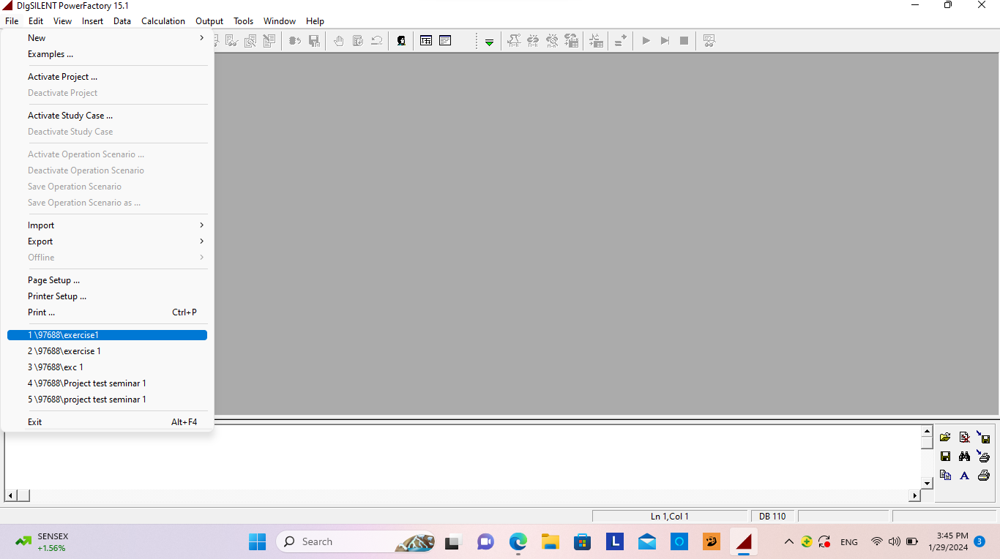 DIgSILENT PowerFactory 15.1
File Edit View Insert Data Calculation Output Tools Window Help
New
Examples ...
Activate Project ...
Deactivate Project
Activate Study Case ...
Deactivate Study Case
Activate Operation Scenario ...
Deactivate Operation Scenario
Save Operation Scenario
Save Operation Scenario as ...
Import
Export
Offline
Page Setup ...
Printer Setup ...
Print ... Ctrl+P
1 \97688\exercise1
2 \97688\exercise 1
3 \97688\exc 1
4 \97688\Project test seminar 1
5 \97688\project test seminar 1
Exit Alt+F4
A
Ln 1,Col 1 DB 110
SENSEX
+1.56%
Search
L
ENG
3:45 PM
1/29/2024
3